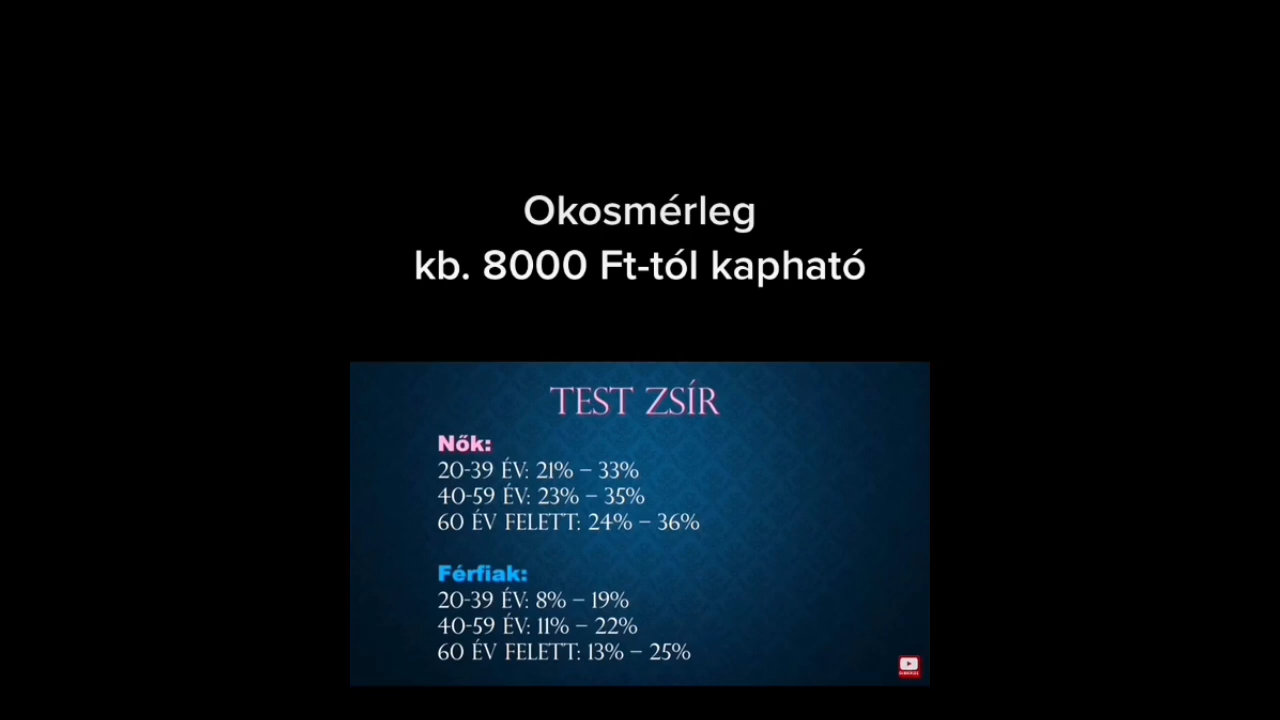 Okosmérleg
kb. 8000 Ft-tól kapható
TEST ZSÍR
Nők:
20-39 ÉV: 21% – 33%
40-59 ÉV: 23% – 35%
60 ÉV FELETT: 24% – 36%
Férfiak:
20-39 ÉV: 8% – 19%
40-59 ÉV: 11% – 22%
60 ÉV FELETT: 13% – 25%